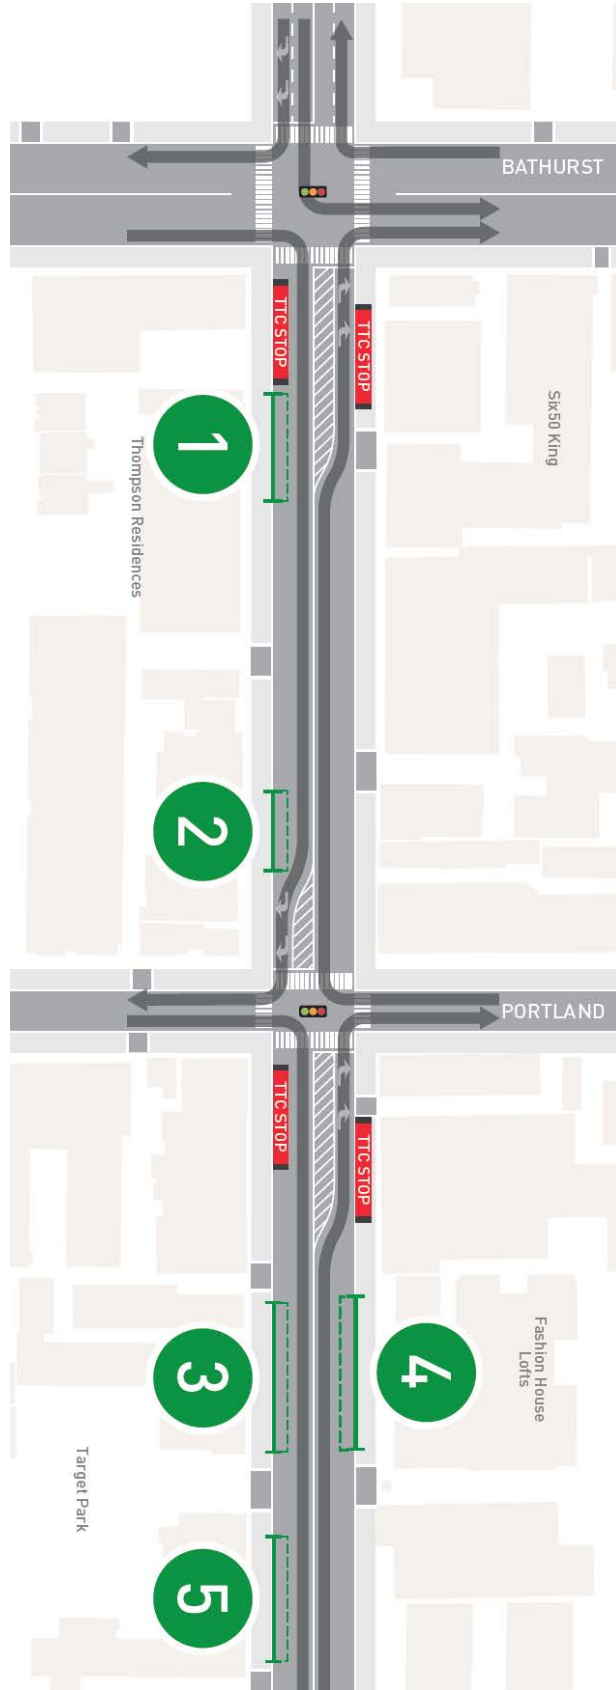 BATHURST
TTC STOP
TTC STOP
Six50 King
1
Thompson Residences
2
PORTLAND
TTC STOP
TTC STOP
3
4
Fashion House
Lofts
Target Park
5